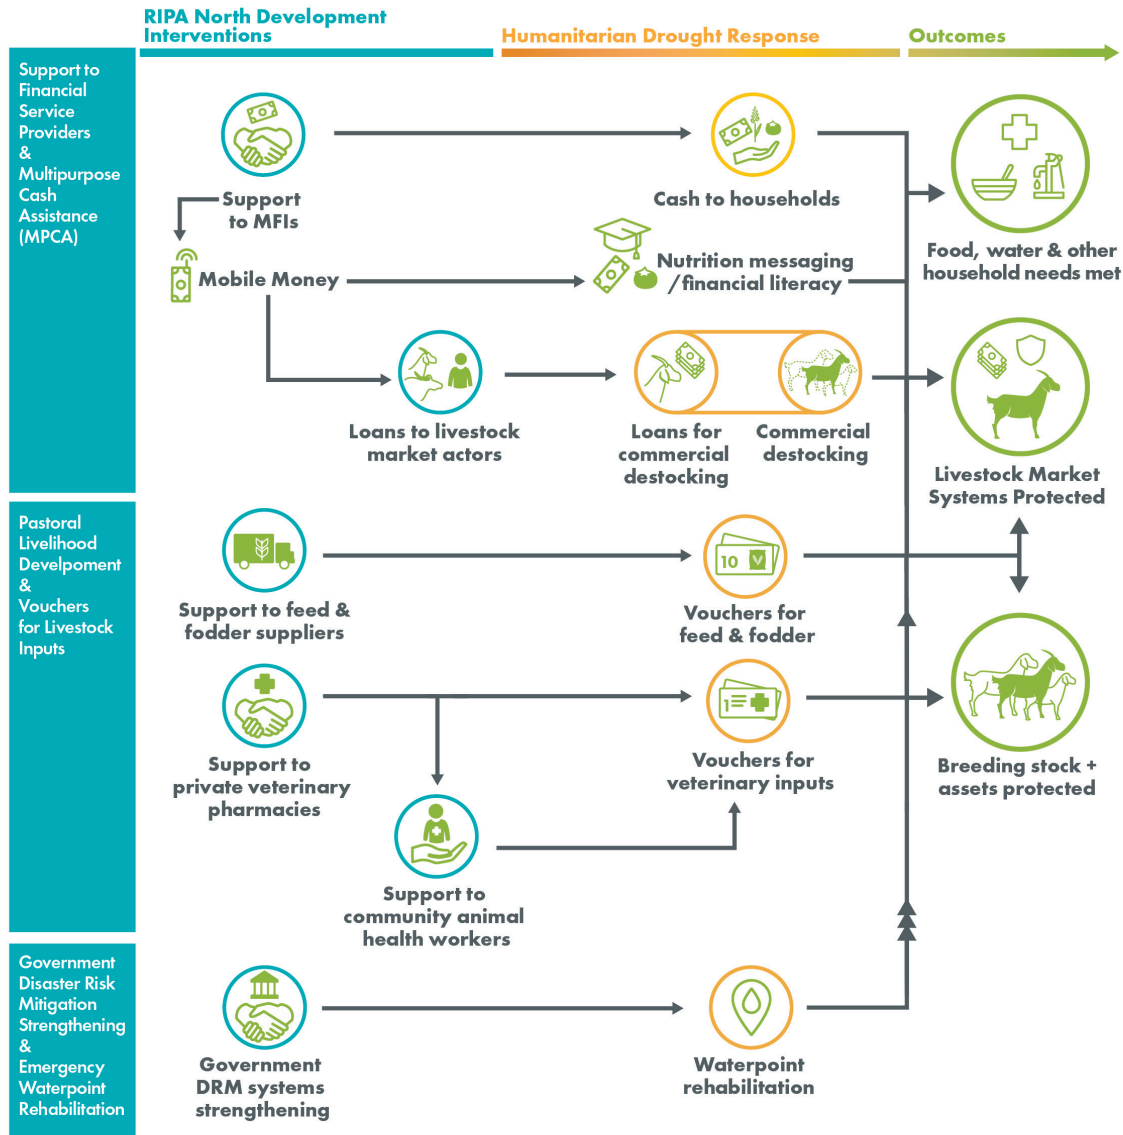 RIPA North Development
Interventions
Humanitarian Drought Response
Outcomes
Support to
Financial
Service
Providers
&
Multipurpose
Cash
Assistance
(MPCA)
Support
to MFIs
Cash to households
Food, water & other
household needs met
Mobile Money
Nutrition messaging
/financial literacy
Loans to livestock
market actors
Loans for
commercial
destocking
Commercial
destocking
Livestock Market
Systems Protected
Pastoral
Livelihood
Develpoment
&
Vouchers
for Livestock
Inputs
Support to feed &
fodder suppliers
10 V
Vouchers for
feed & fodder
Support to
private veterinary
pharmacies
1
Vouchers for
veterinary inputs
Breeding stock +
assets protected
Support to
community animal
health workers
Government
Disaster Risk
Mitigation
Strengthening
&
Emergency
Waterpoint
Rehabilitation
Government
DRM systems
strengthening
Waterpoint
rehabilitation